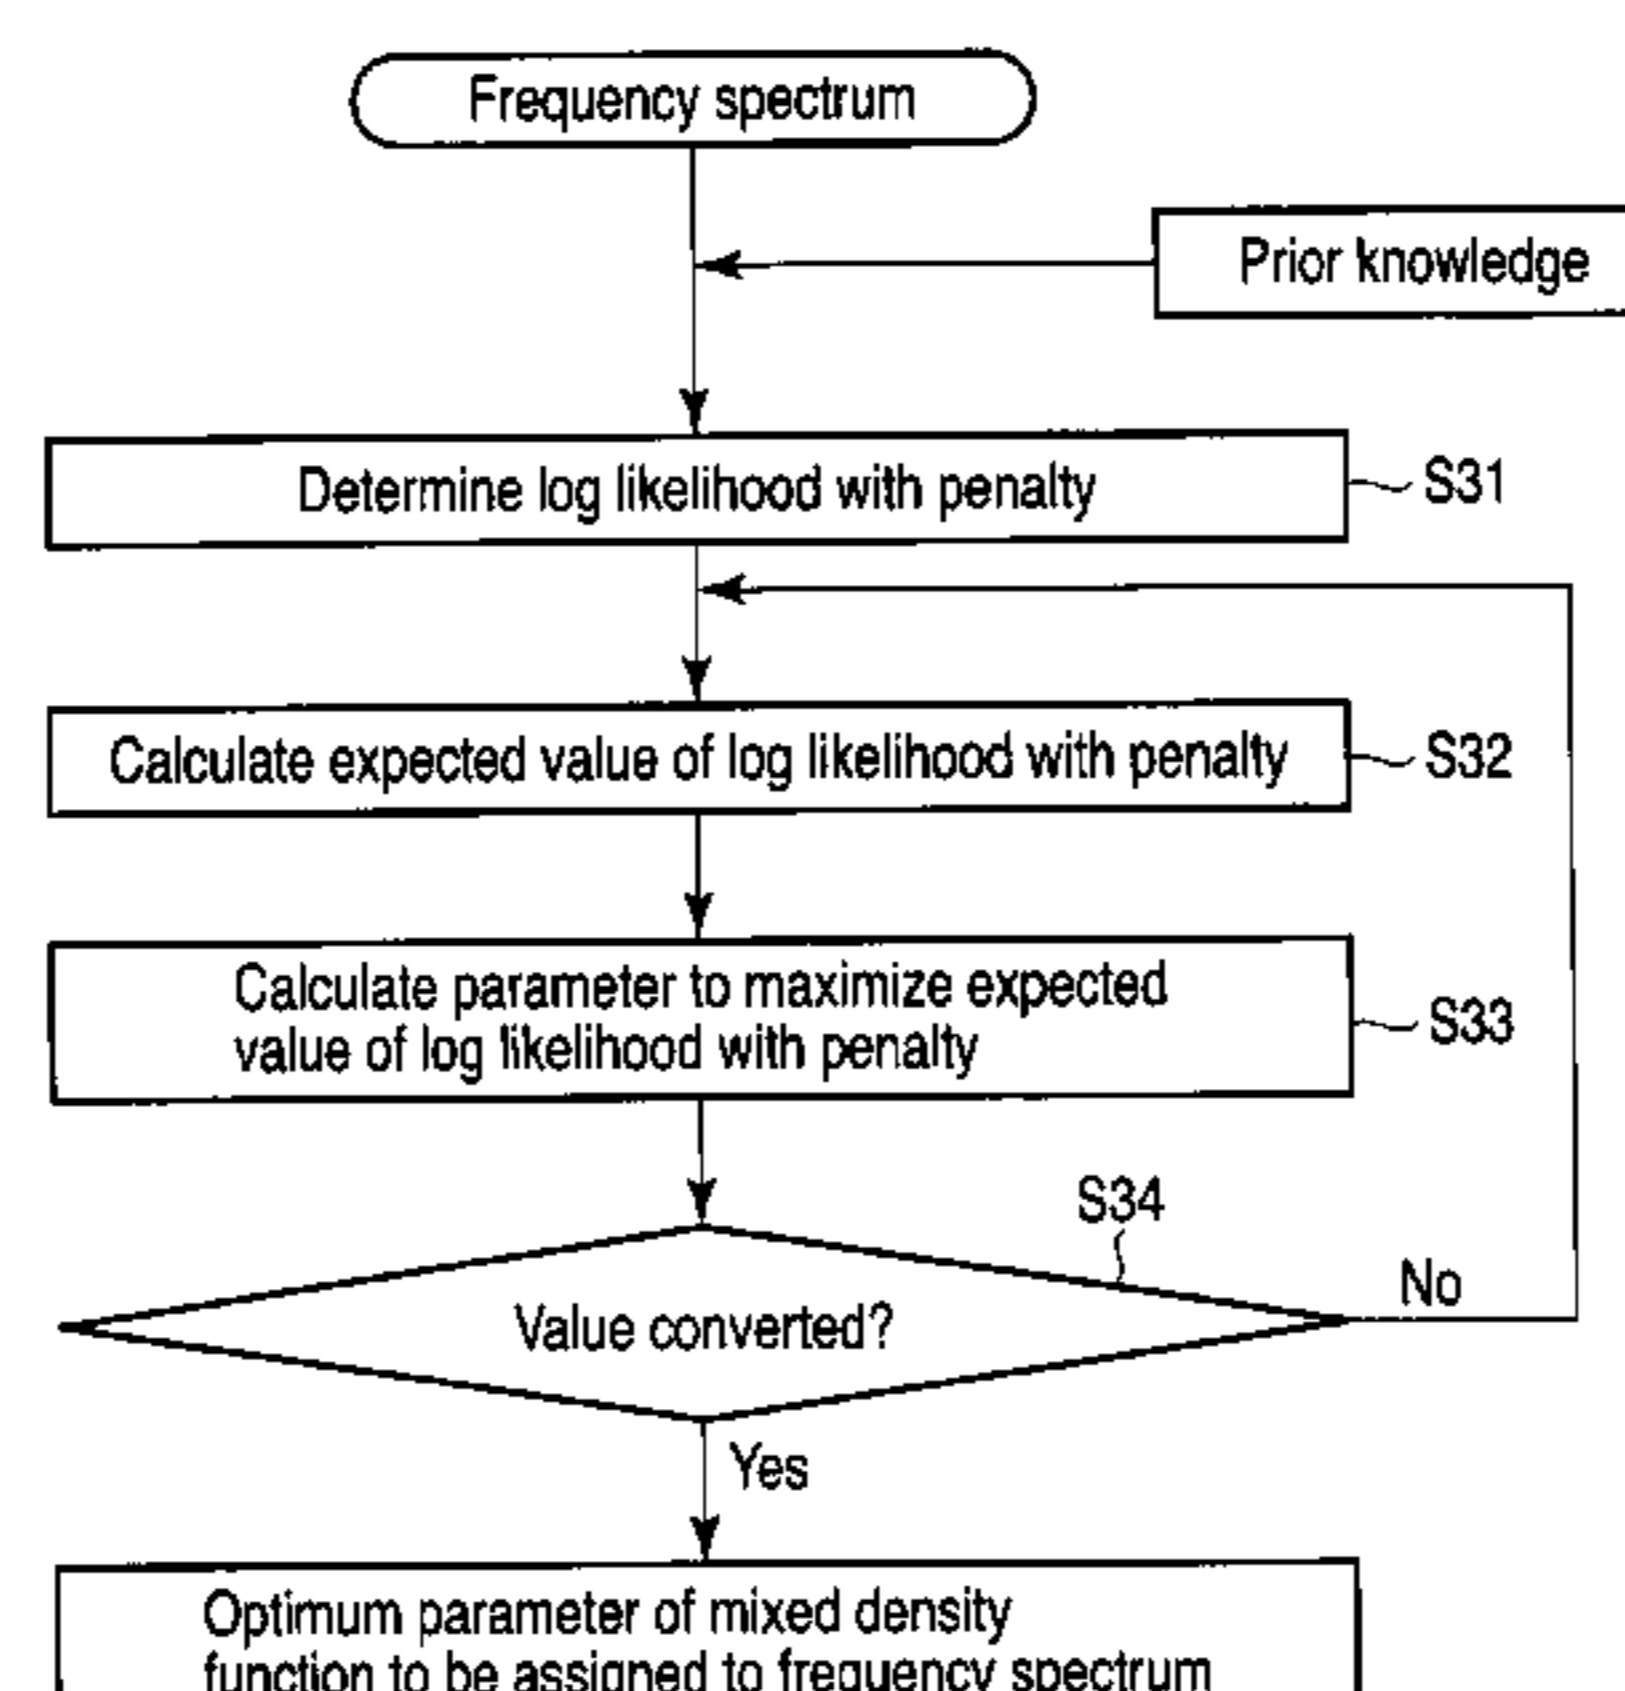 Frequency spectrum
Prior knowledge
Determine log likelihood with penalty
S31
Calculate expected value of log likelihood with penalty
S32
Calculate parameter to maximize expected
value of log likelihood with penalty
S33
S34
Value converted?
No
Yes
Optimum parameter of mixed density
function to be assigned to frequency spectrum